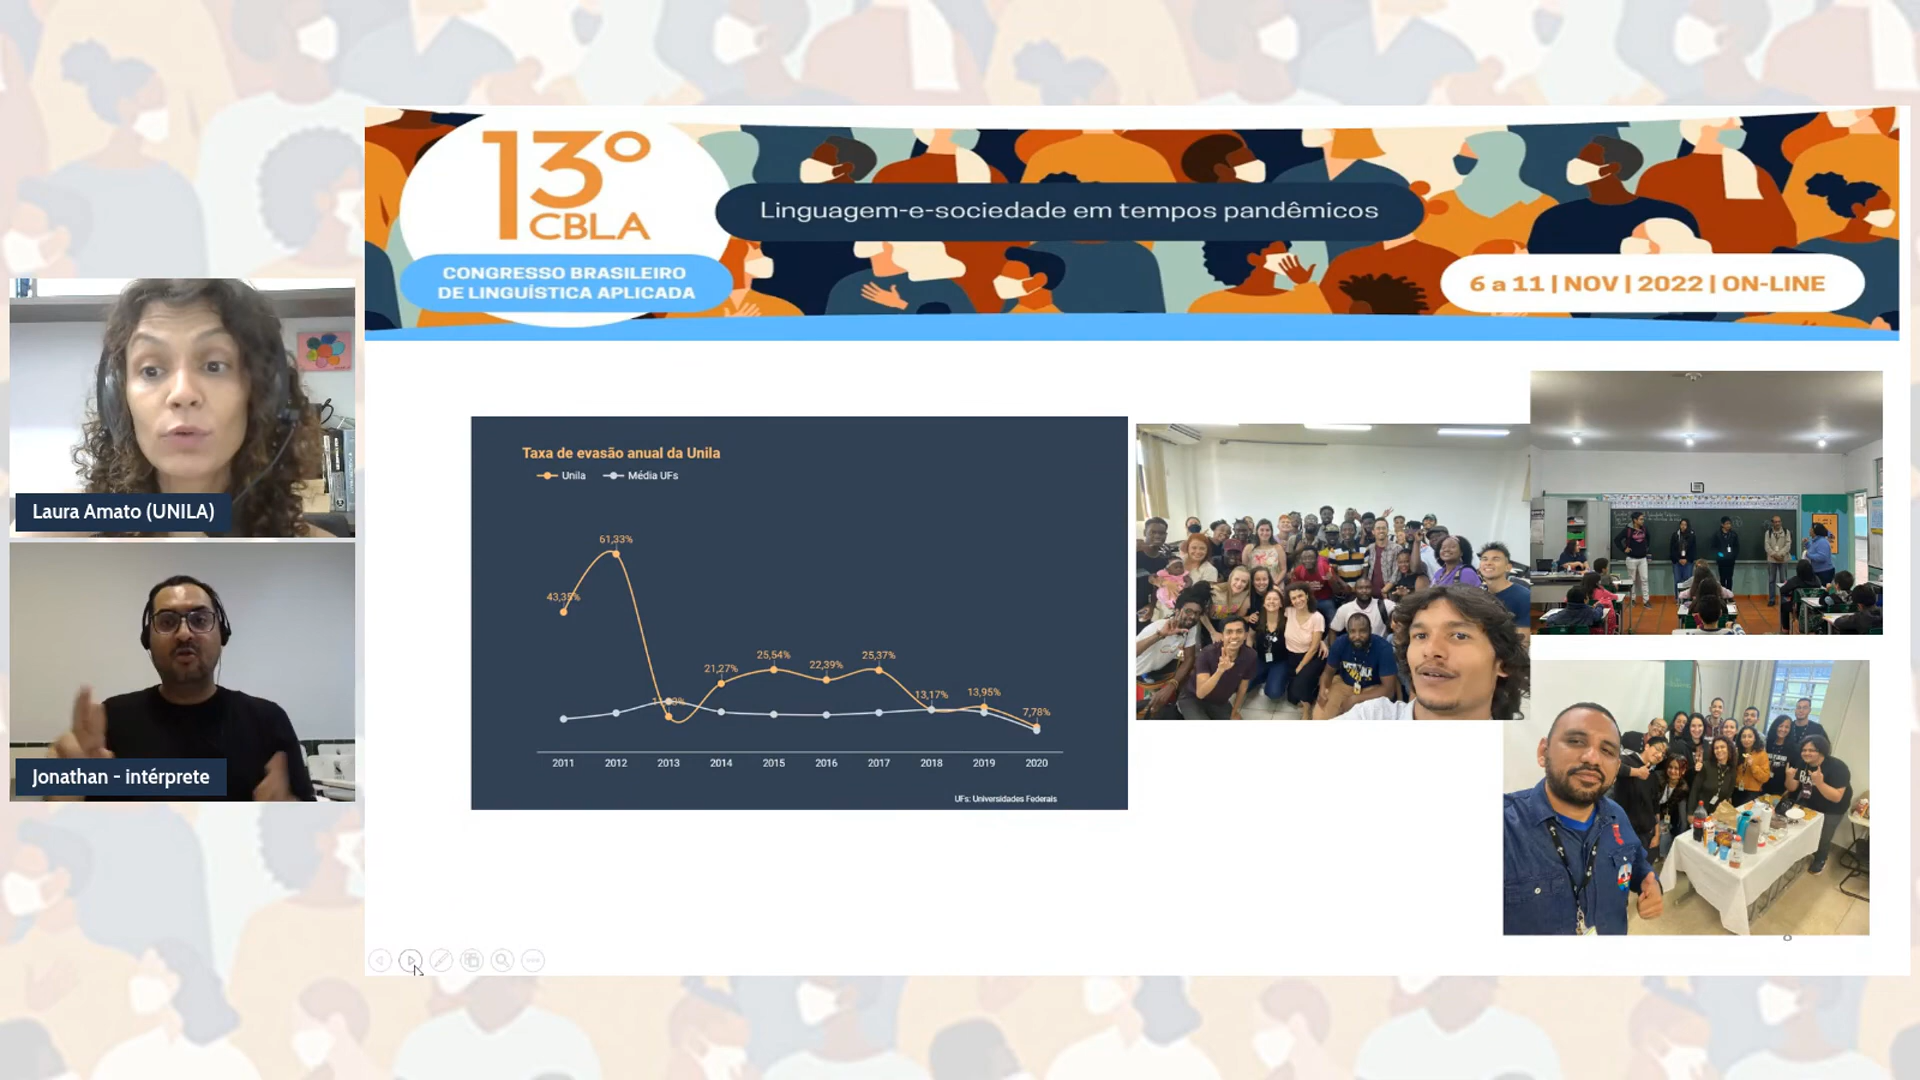 13º
CBLA
CONGRESSO BRASILEIRO
DE LINGUÍSTICA APLICADA
Linguagem-e-sociedade em tempos pandêmicos
6 a 11 | NOV | 2022 | ON-LINE
Laura Amato (UNILA)
Jonathan - intérprete
Taxa de evasão anual da Unila
Unila
Média UFs
43,35%
61,33%
21,27%
25,54%
22,39%
25,37%
13,17%
13,95%
7,78%
2011
2012
2013
2014
2015
2016
2017
2018
2019
2020
UFs: Universidades Federais